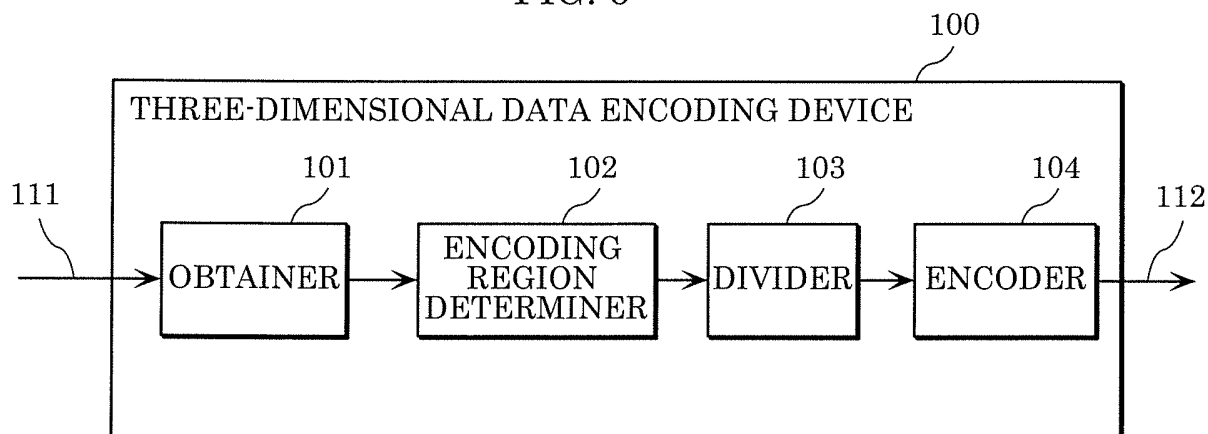 100
THREE-DIMENSIONAL DATA ENCODING DEVICE
101
102
103
104
111
112
OBTAINER
ENCODING
REGION
DETERMINER
DIVIDER
ENCODER